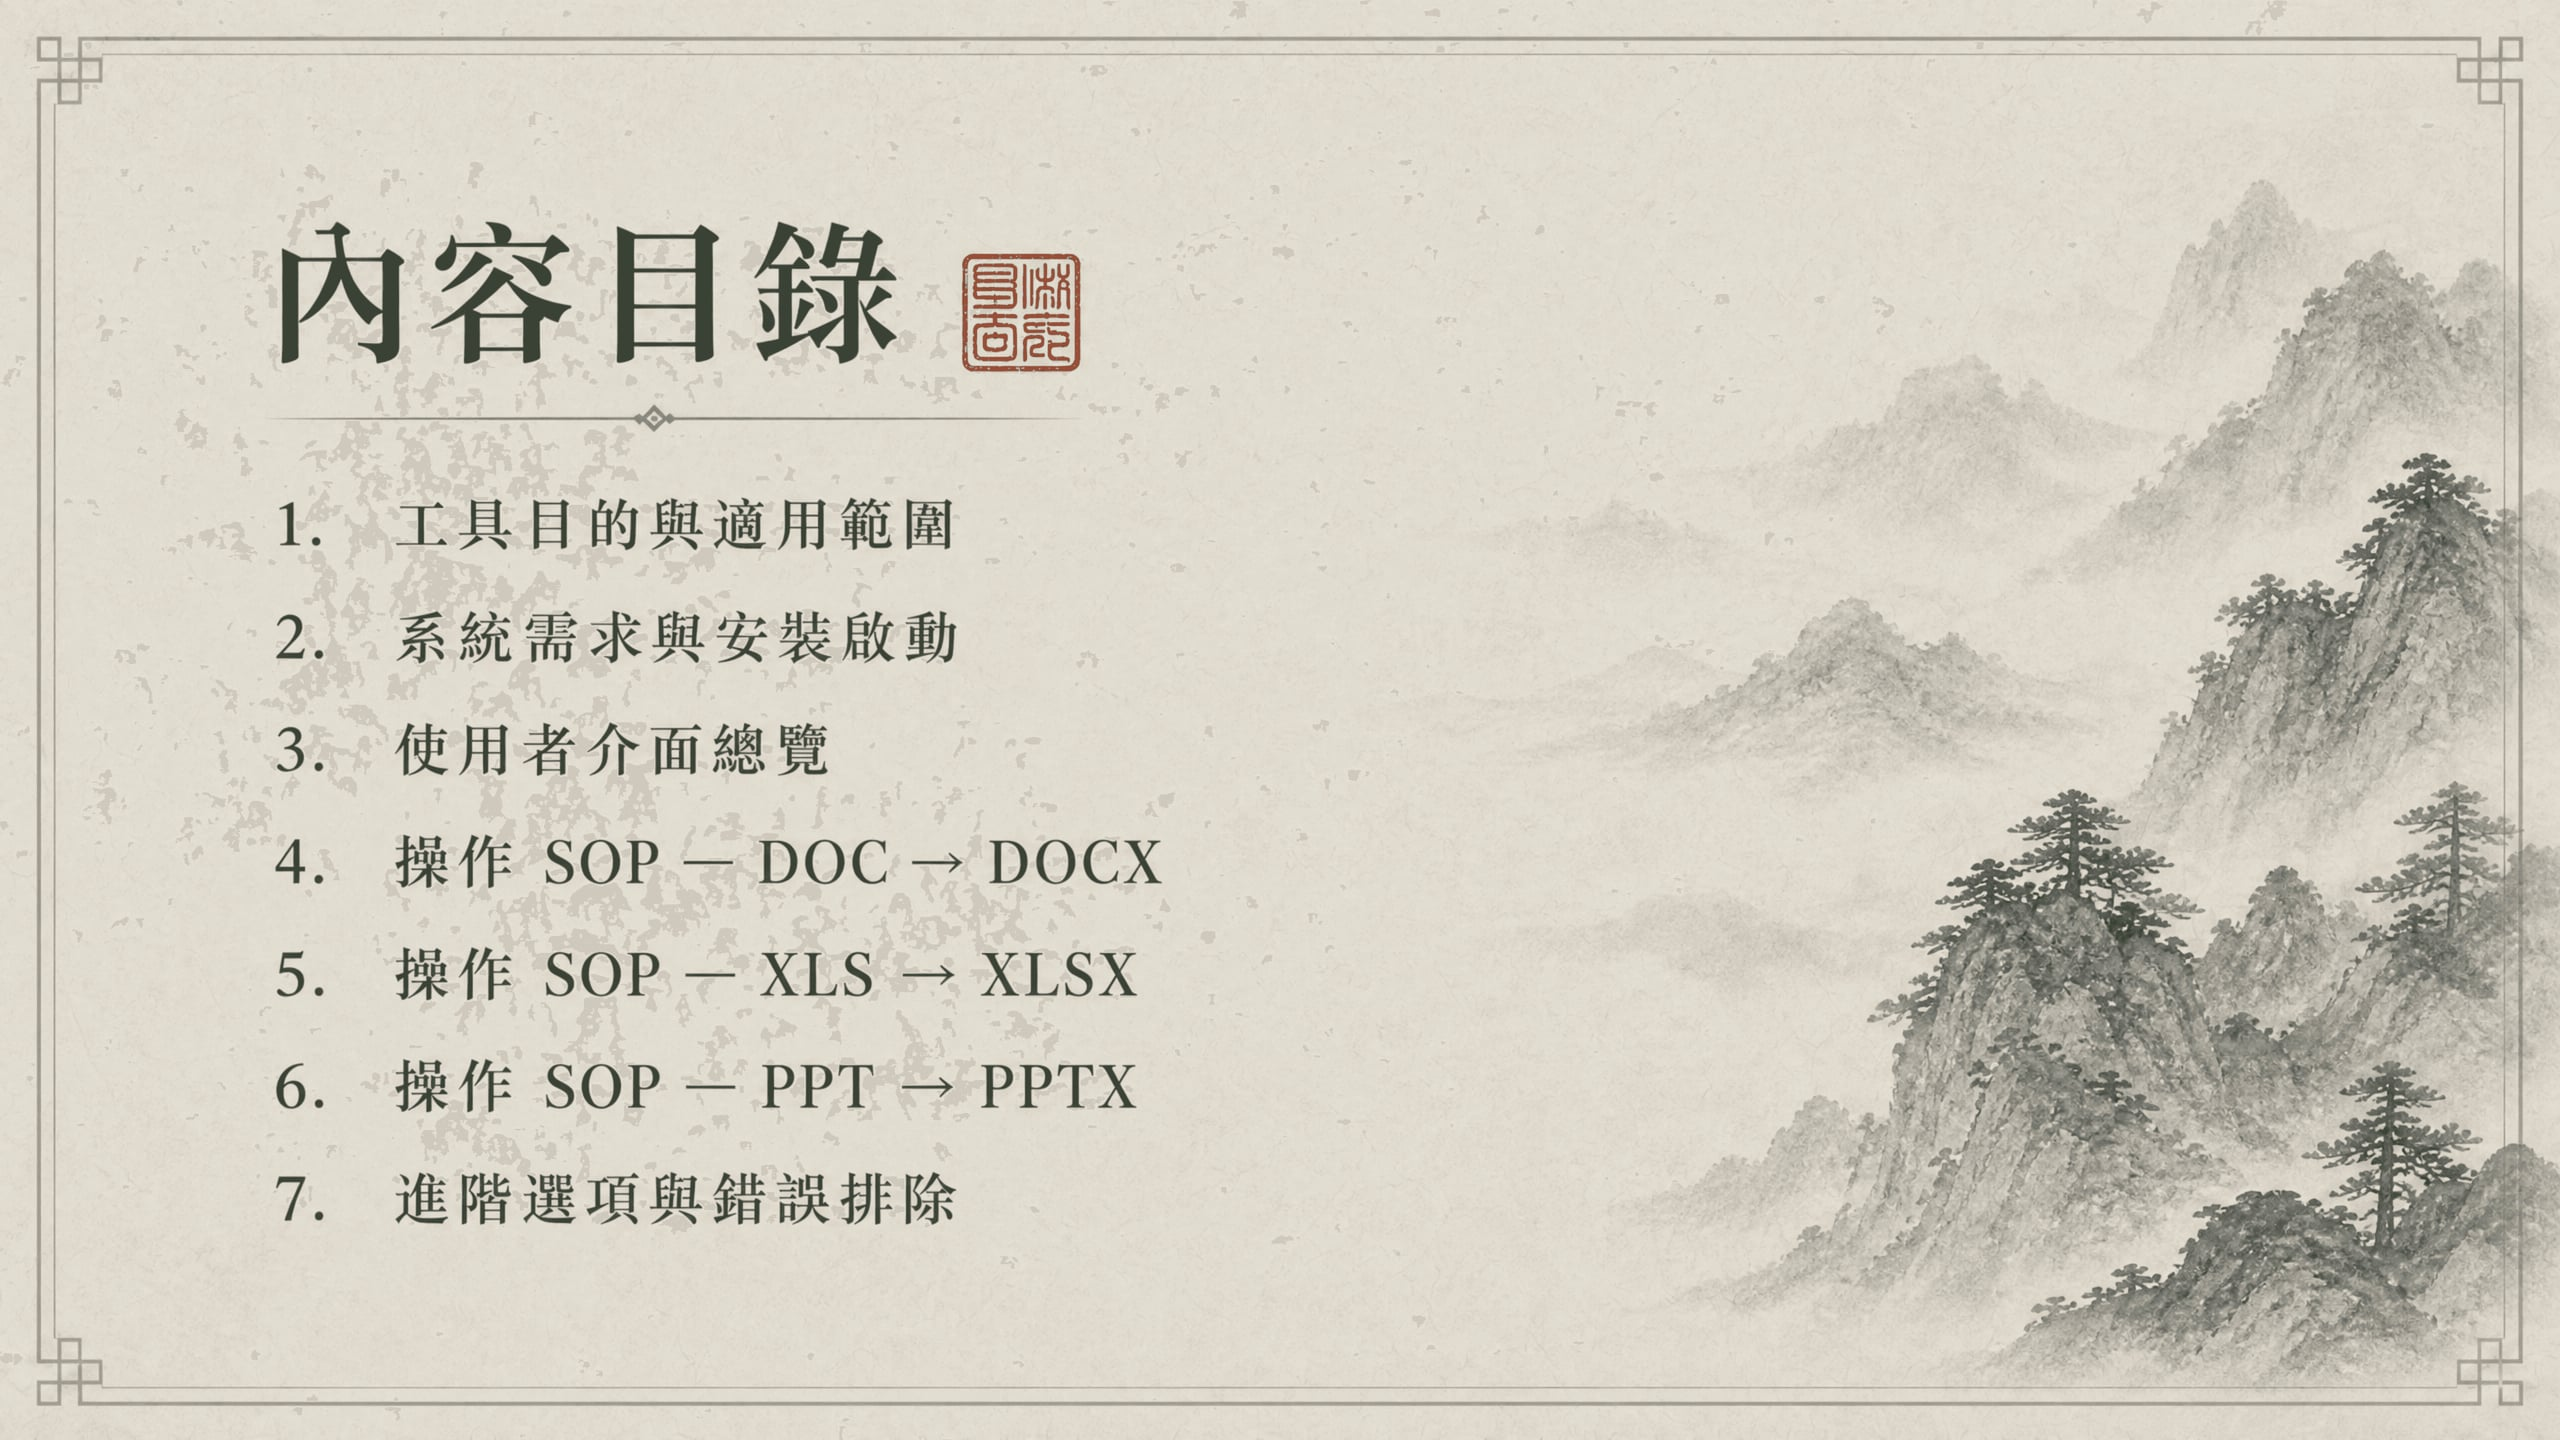 內容目錄
1. 工具目的與適用範圍
2. 系統需求與安裝啟動
3. 使用者介面總覽
4. 操作 SOP — DOC → DOCX
5. 操作 SOP — XLS → XLSX
6. 操作 SOP — PPT → PPTX
7. 進階選項與錯誤排除